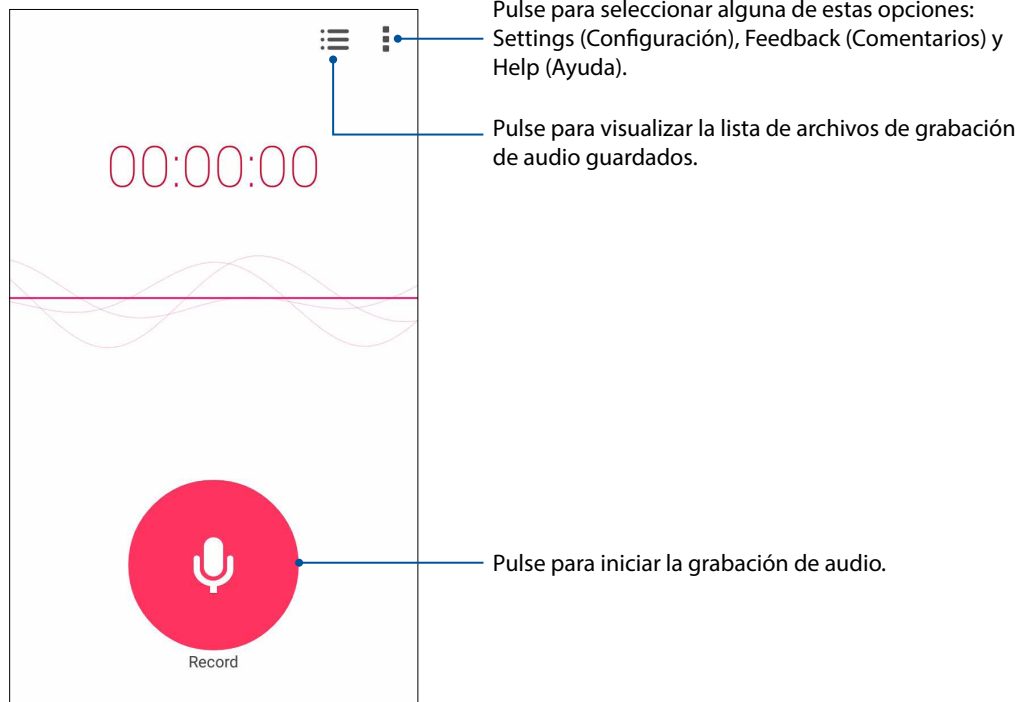 Pulse para seleccionar alguna de estas opciones:
Settings (Configuración), Feedback (Comentarios) y
Help (Ayuda).
Pulse para visualizar la lista de archivos de grabación
de audio guardados.
00:00:00
Pulse para iniciar la grabación de audio.
Record